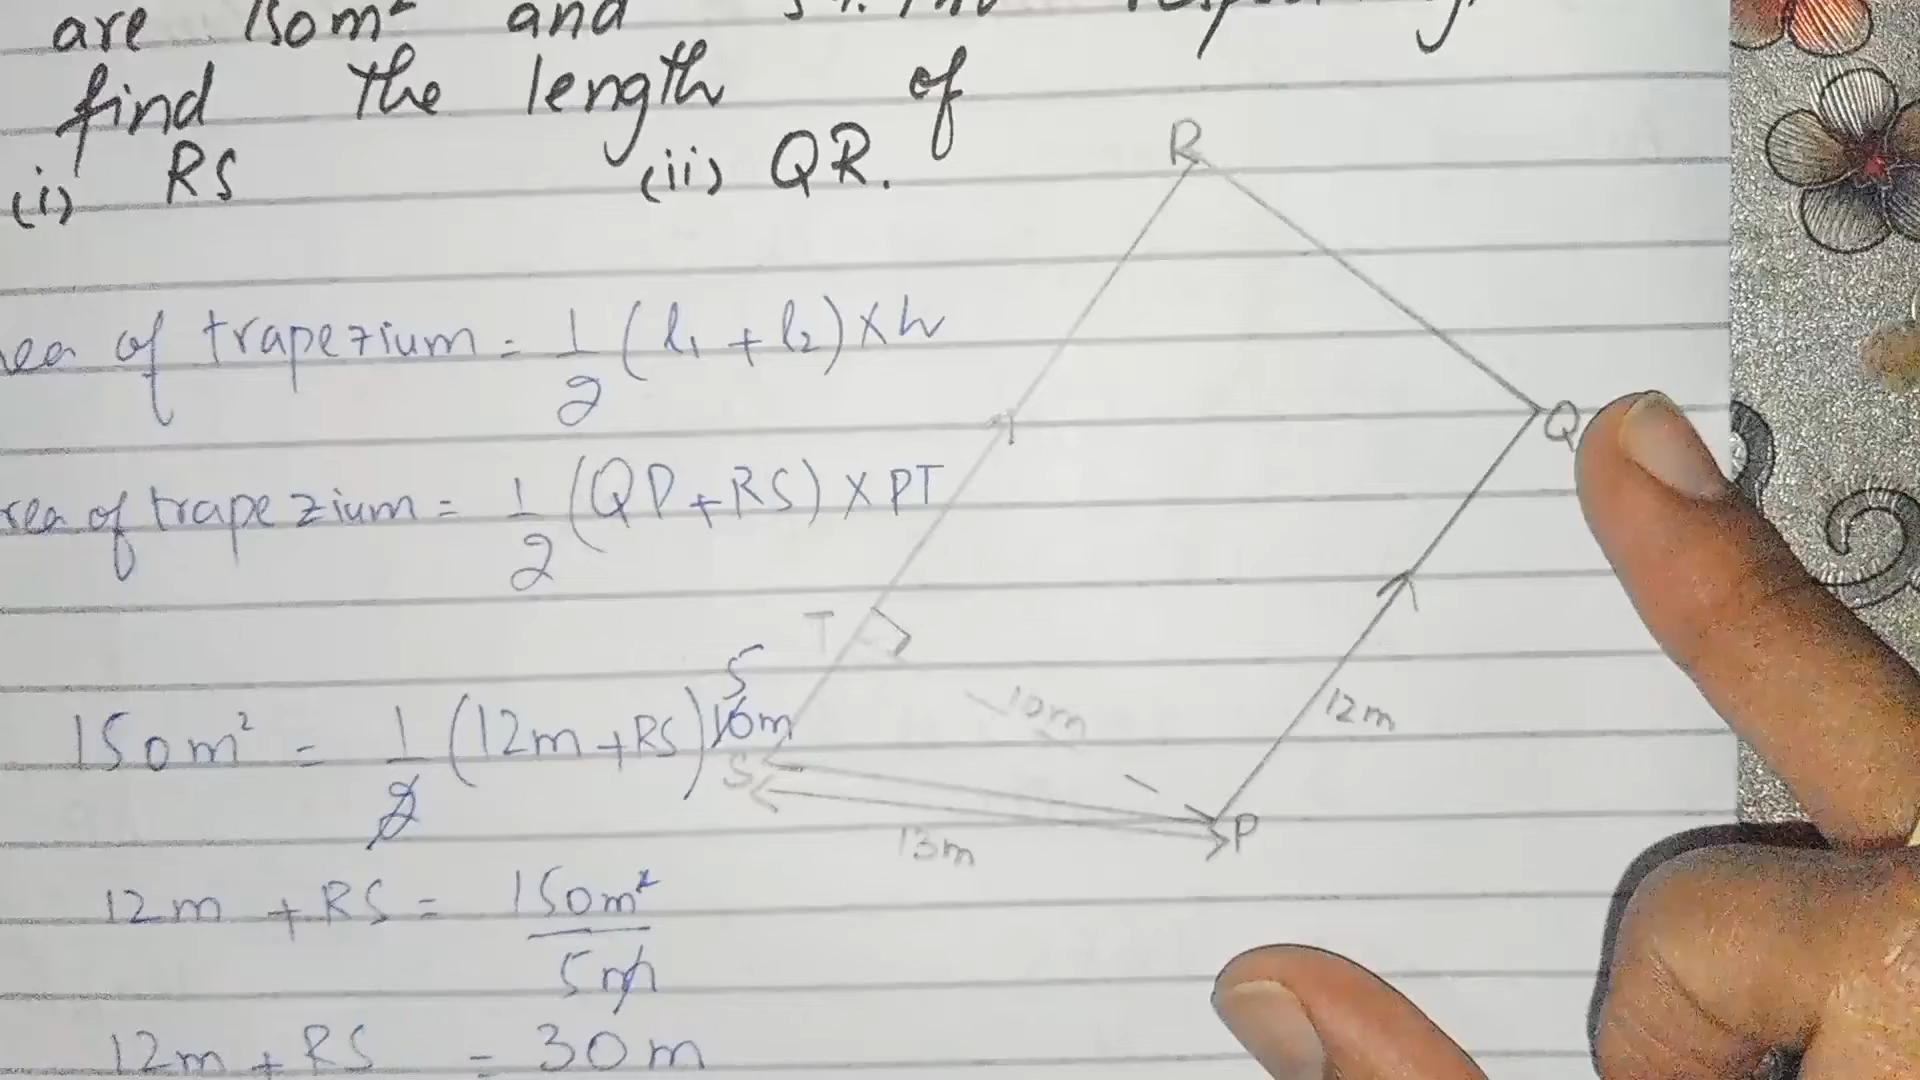 are 150m² and
find the length of
(i) RS (ii) QR.
R
of trapezium = 1/2 (l₁ + l₂) × h
Q
of trapezium = 1/2 (QP + RS) × PT
T
150m² = 1/2 (12m + RS) 10m 5
10m
12m
S
P
13m
12m + RS = 150m²/5m
12m + RS = 30m